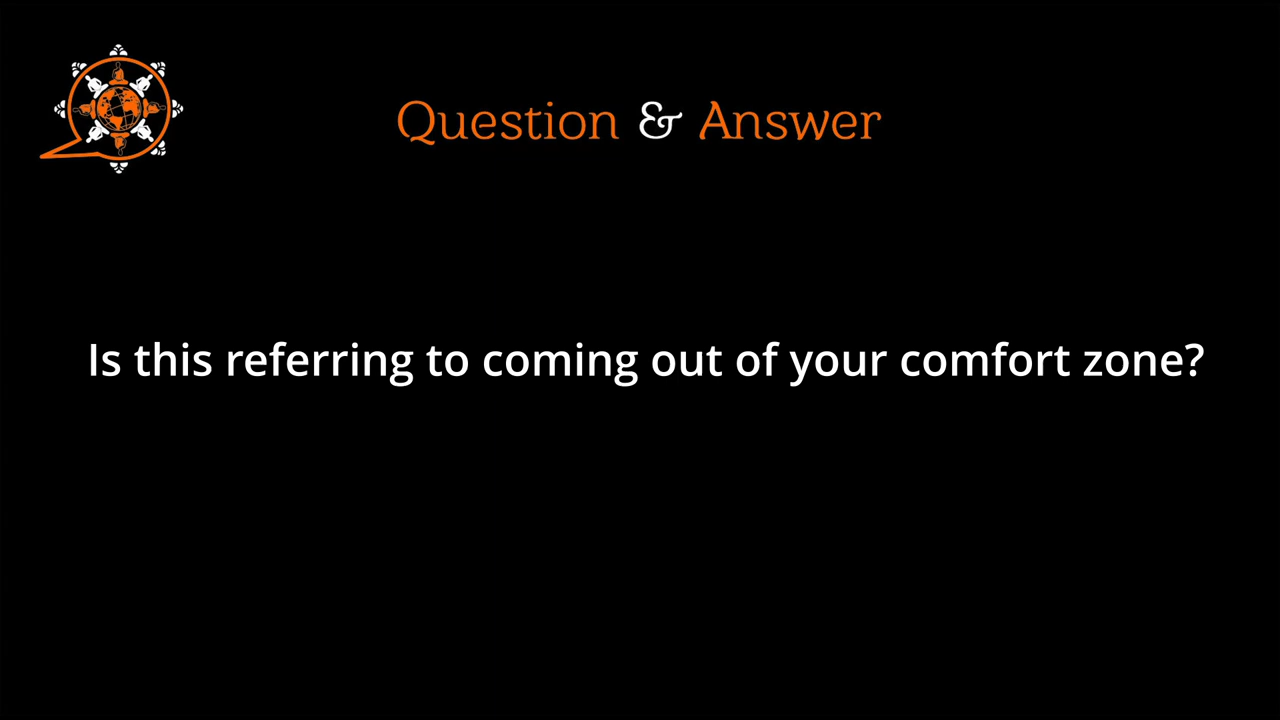 Question & Answer
Is this referring to coming out of your comfort zone?